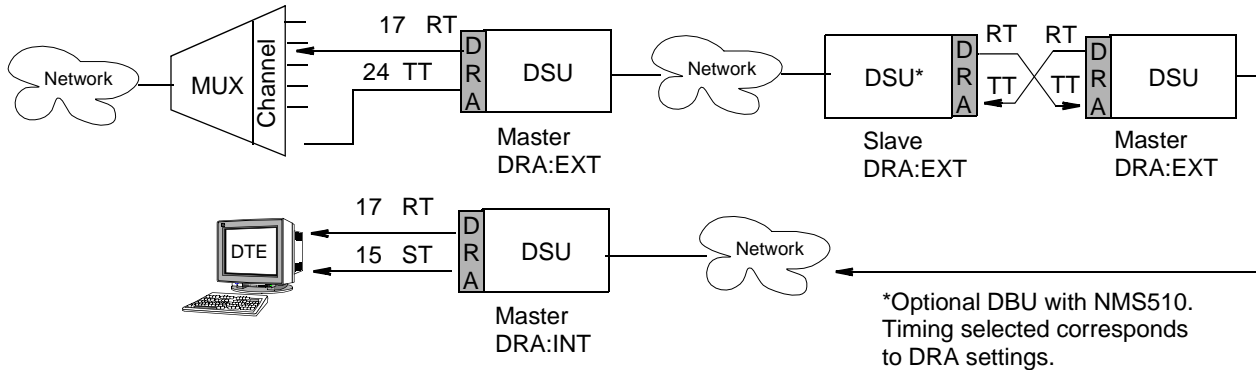 Network
MUX
Channel
17 RT
24 TT
D
R
A
DSU
Master
DRA:EXT
Network
DSU*
D
R
A
Slave
DRA:EXT
RT RT
TT TT
D
R
A
DSU
Master
DRA:EXT
DTE
17 RT
15 ST
D
R
A
DSU
Master
DRA:INT
Network
*Optional DBU with NMS510.
Timing selected corresponds
to DRA settings.